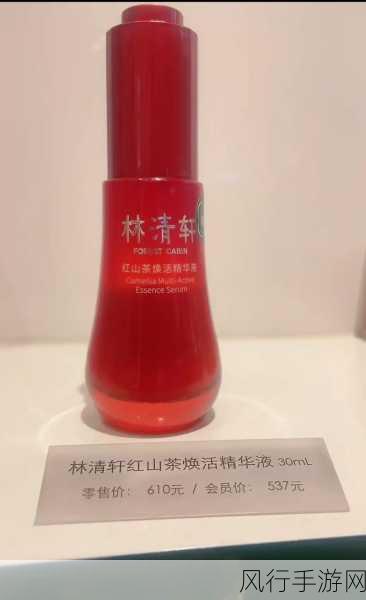 林清轩
FOREST CABIN
红山茶焕活精华液
Camellia Multi-Active
Essence Serum
林清轩红山茶焕活精华液 30mL
零售价： 610元 / 会员价： 537元
风行手游网